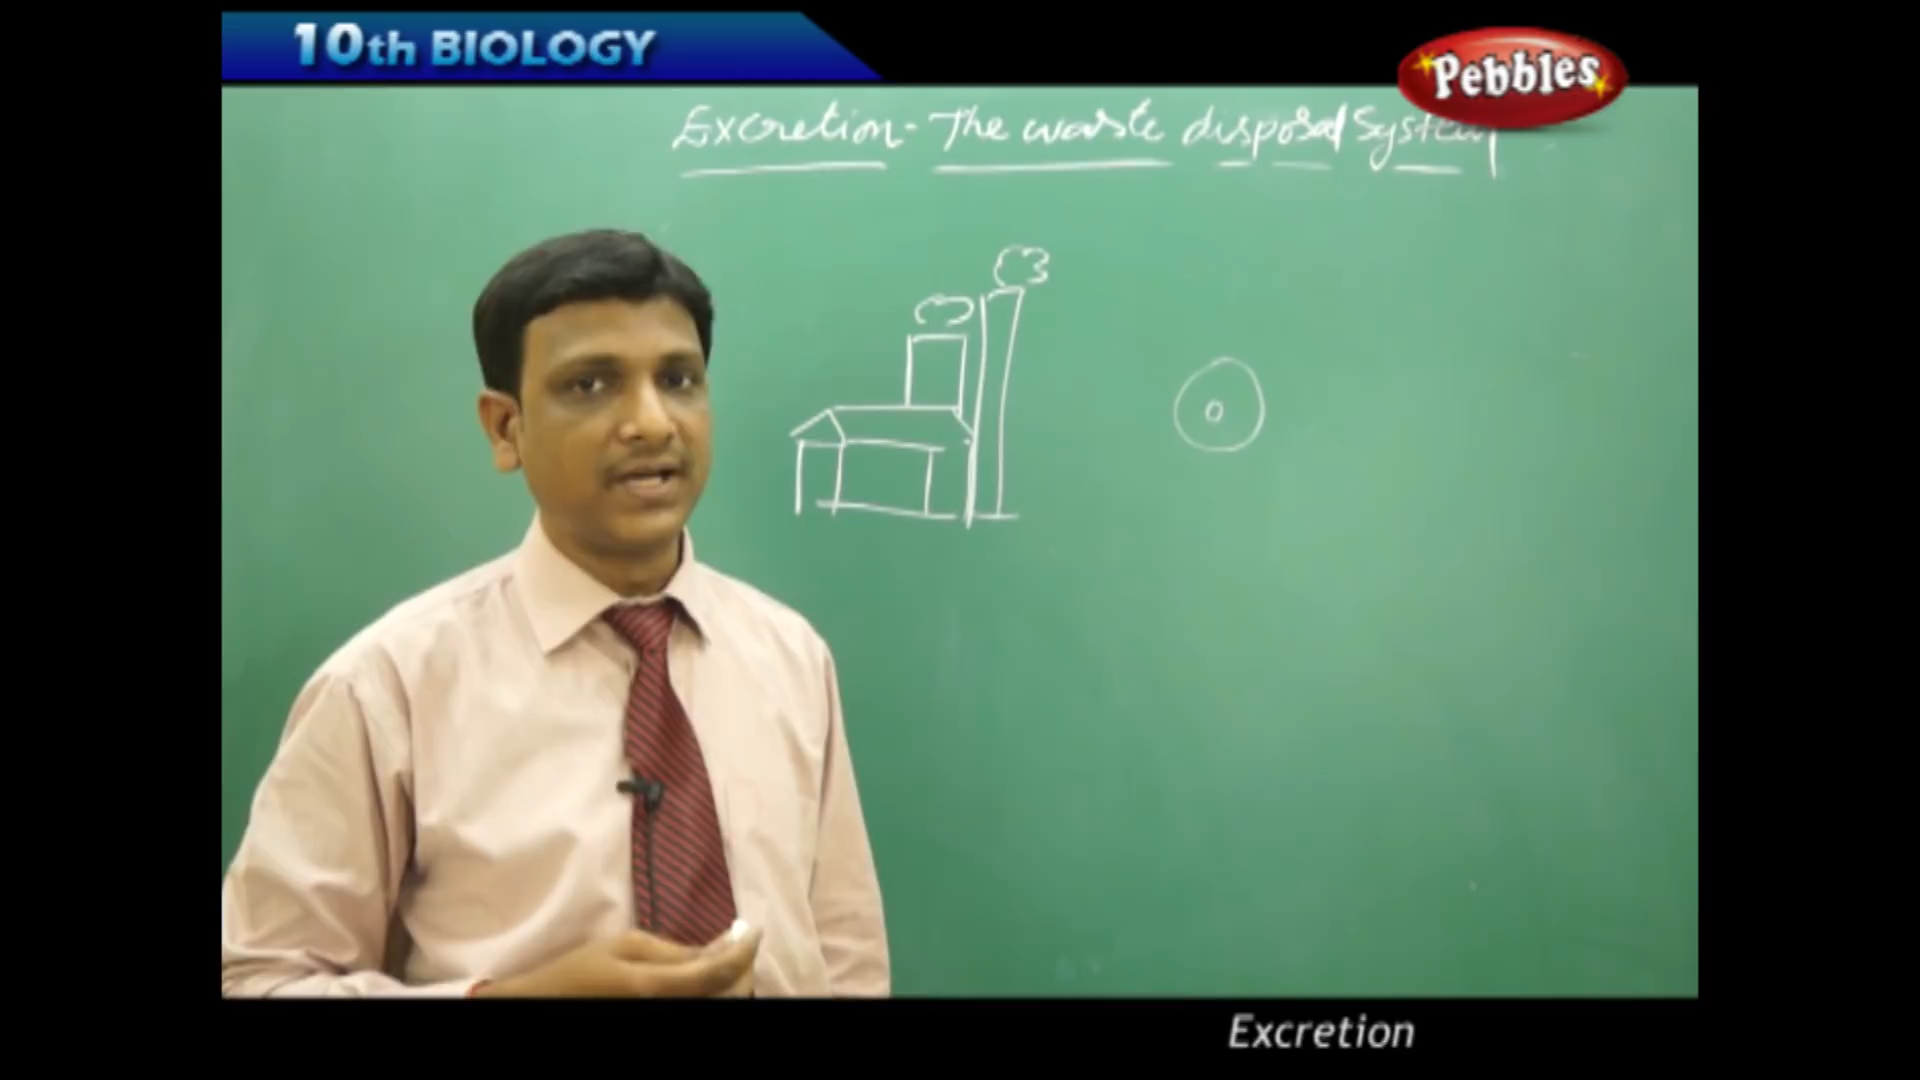 10th BIOLOGY
Pebbles
Excretion - The waste disposal System
Excretion